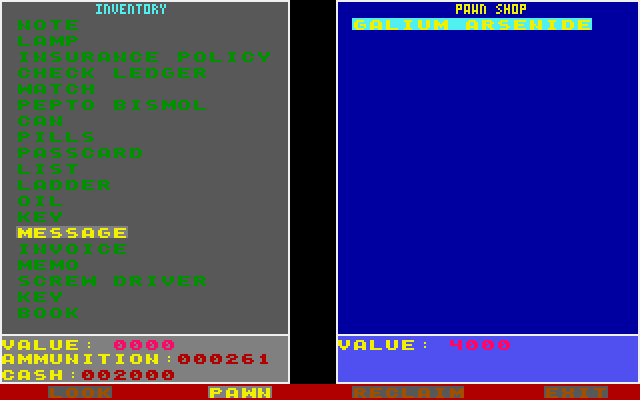 INVENTORY
NOTE
LAMP
INSURANCE POLICY
CHECK LEDGER
WATCH
PEPTO BISMOL
CAN
PILLS
PASSCARD
LIST
LADDER
OIL
KEY
MESSAGE
INVOICE
MEMO
SCREW DRIVER
KEY
BOOK
VALUE: 0000
AMMUNITION:000261
CASH:002000
PAWN SHOP
GALIUM ARSENIDE
VALUE: 4000
LOOK PAWN RECLAIM EXIT